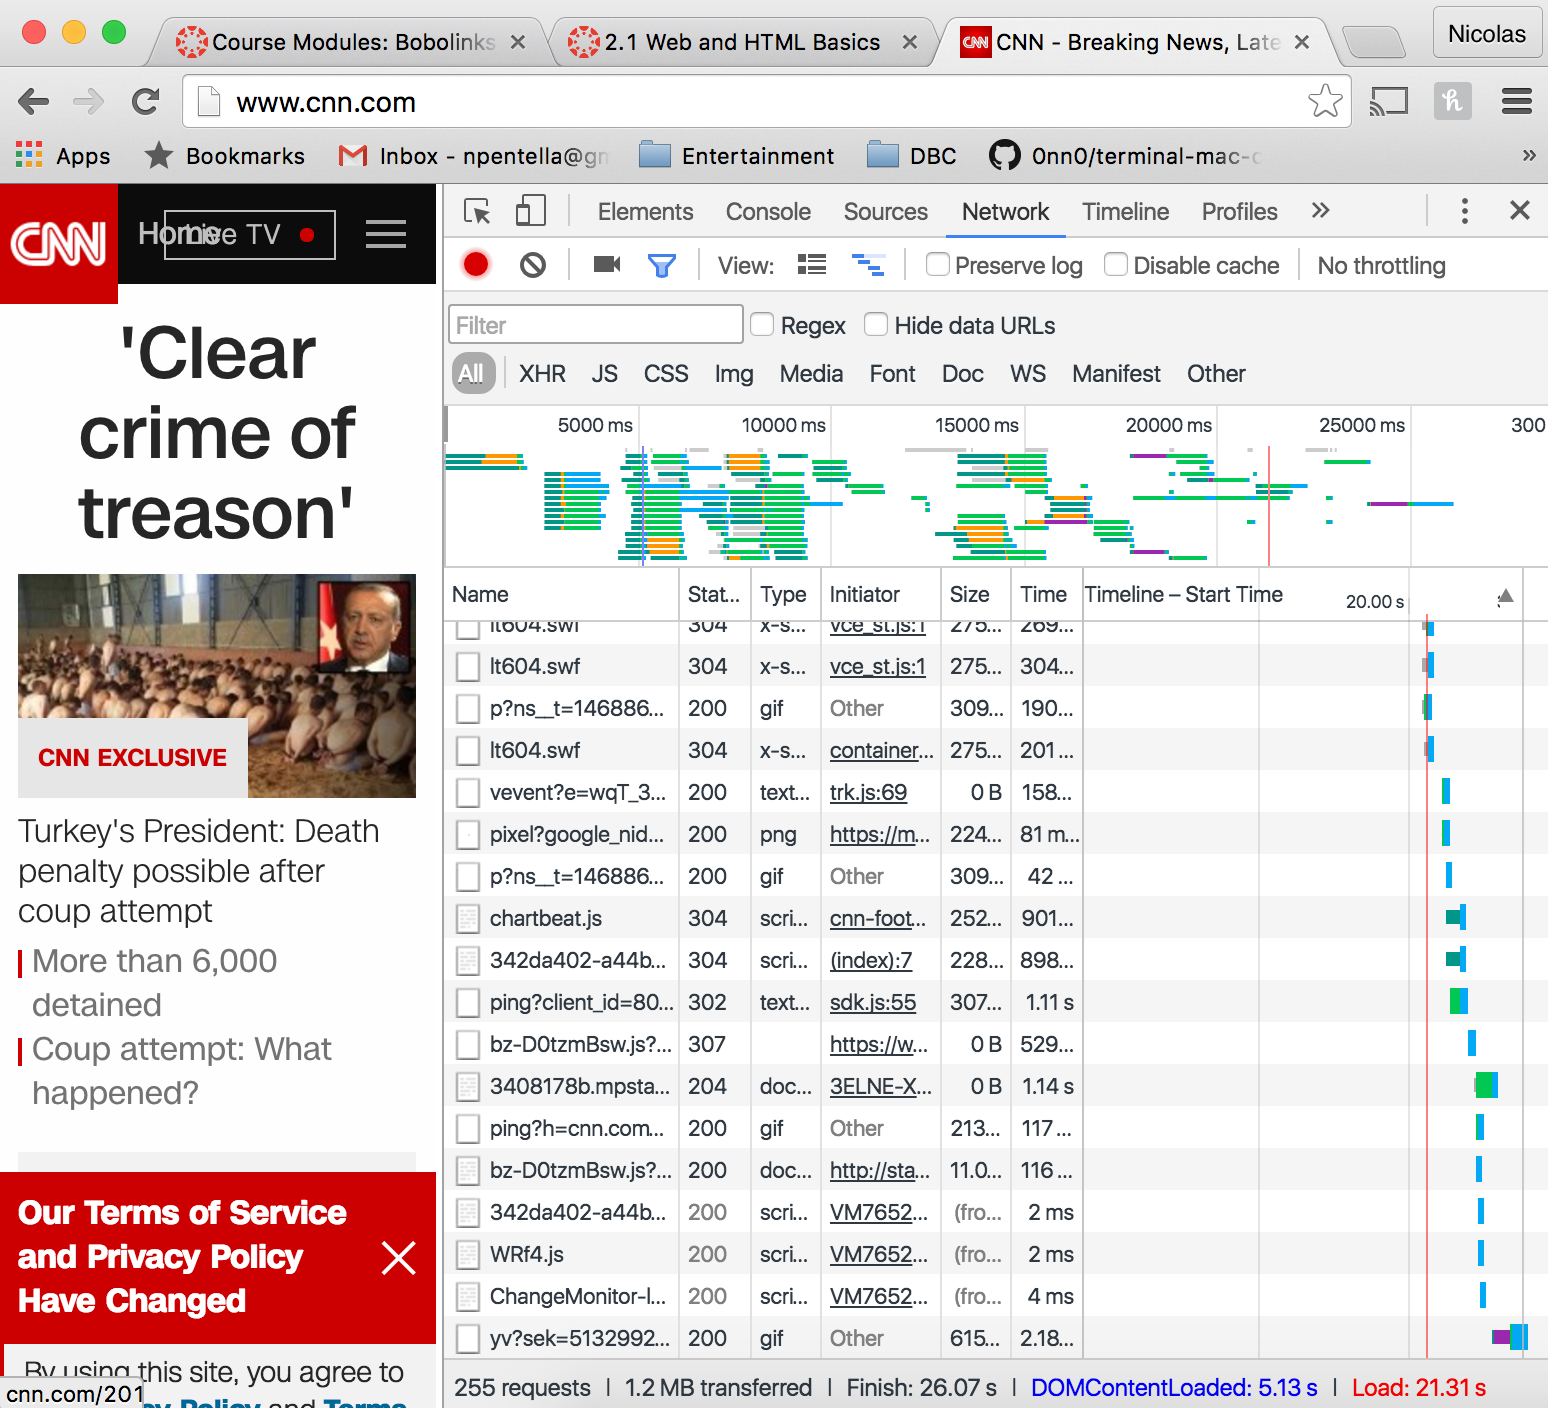 Course Modules: Bobolinks
2.1 Web and HTML Basics
CNN - Breaking News, Late
Nicolas
www.cnn.com
Apps
Bookmarks
Inbox - npentella@gm
Entertainment
DBC
0nn0/terminal-mac-c
»
CNN
Home
Live TV
'Clear
crime of
treason'
CNN EXCLUSIVE
Turkey's President: Death
penalty possible after
coup attempt
More than 6,000
detained
Coup attempt: What
happened?
Our Terms of Service
and Privacy Policy
Have Changed
By using this site, you agree to
cy Policy and Terms
cnn.com/201
Elements Console Sources Network Timeline Profiles »
View: Preserve log Disable cache No throttling
Filter Regex Hide data URLs
All XHR JS CSS Img Media Font Doc WS Manifest Other
5000 ms 10000 ms 15000 ms 20000 ms 25000 ms 300
Name Stat... Type Initiator Size Time Timeline – Start Time 20.00 s
lt604.swf 304 x-s... vce_st.js:1 275... 269...
lt604.swf 304 x-s... vce_st.js:1 275... 304...
p?ns__t=146886... 200 gif Other 309... 190...
lt604.swf 304 x-s... container... 275... 201 ...
vevent?e=wqT_3... 200 text... trk.js:69 0 B 158...
pixel?google_nid... 200 png https://m... 224... 81 m...
p?ns__t=146886... 200 gif Other 309... 42 ...
chartbeat.js 304 scri... cnn-foot... 252... 901...
342da402-a44b... 304 scri... (index):7 228... 898...
ping?client_id=80... 302 text... sdk.js:55 307... 1.11 s
bz-D0tzmBsw.js?... 307 https://w... 0 B 529...
3408178b.mpsta... 204 doc... 3ELNE-X... 0 B 1.14 s
ping?h=cnn.com... 200 gif Other 213... 117 ...
bz-D0tzmBsw.js?... 200 doc... http://sta... 11.0... 116 ...
342da402-a44b... 200 scri... VM7652... (fro... 2 ms
WRf4.js 200 scri... VM7652... (fro... 2 ms
ChangeMonitor-l... 200 scri... VM7652... (fro... 4 ms
yv?sek=5132992... 200 gif Other 615... 2.18...
255 requests | 1.2 MB transferred | Finish: 26.07 s | DOMContentLoaded: 5.13 s | Load: 21.31 s